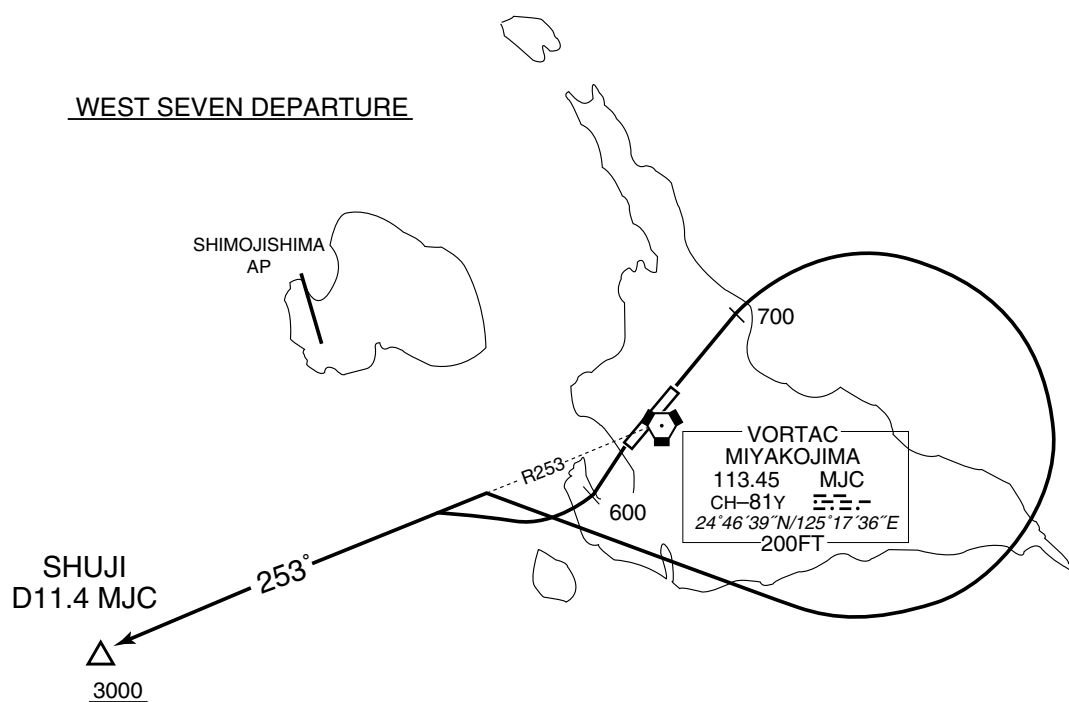 WEST SEVEN DEPARTURE
SHIMOJISHIMA
AP
700
R253
VORTAC
MIYAKOJIMA
113.45 MJC
CH–81Y
24°46´39˝N/125°17´36˝E
200FT
600
253°
SHUJI
D11.4 MJC
3000